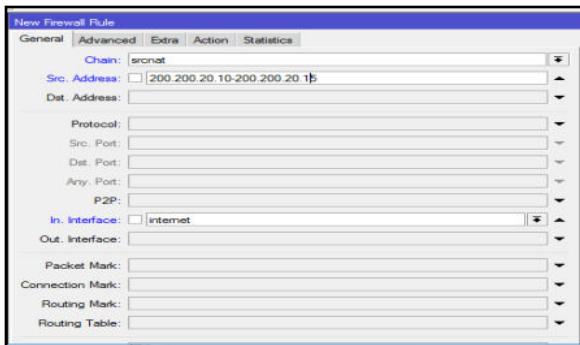 New Firewall Rule
General Advanced Extra Action Statistics
Chain: srcnat
Src. Address: 200.200.20.10-200.200.20.15
Dst. Address:
Protocol:
Src. Port:
Dst. Port:
Any. Port:
P2P:
In. Interface: internet
Out. Interface:
Packet Mark:
Connection Mark:
Routing Mark:
Routing Table: